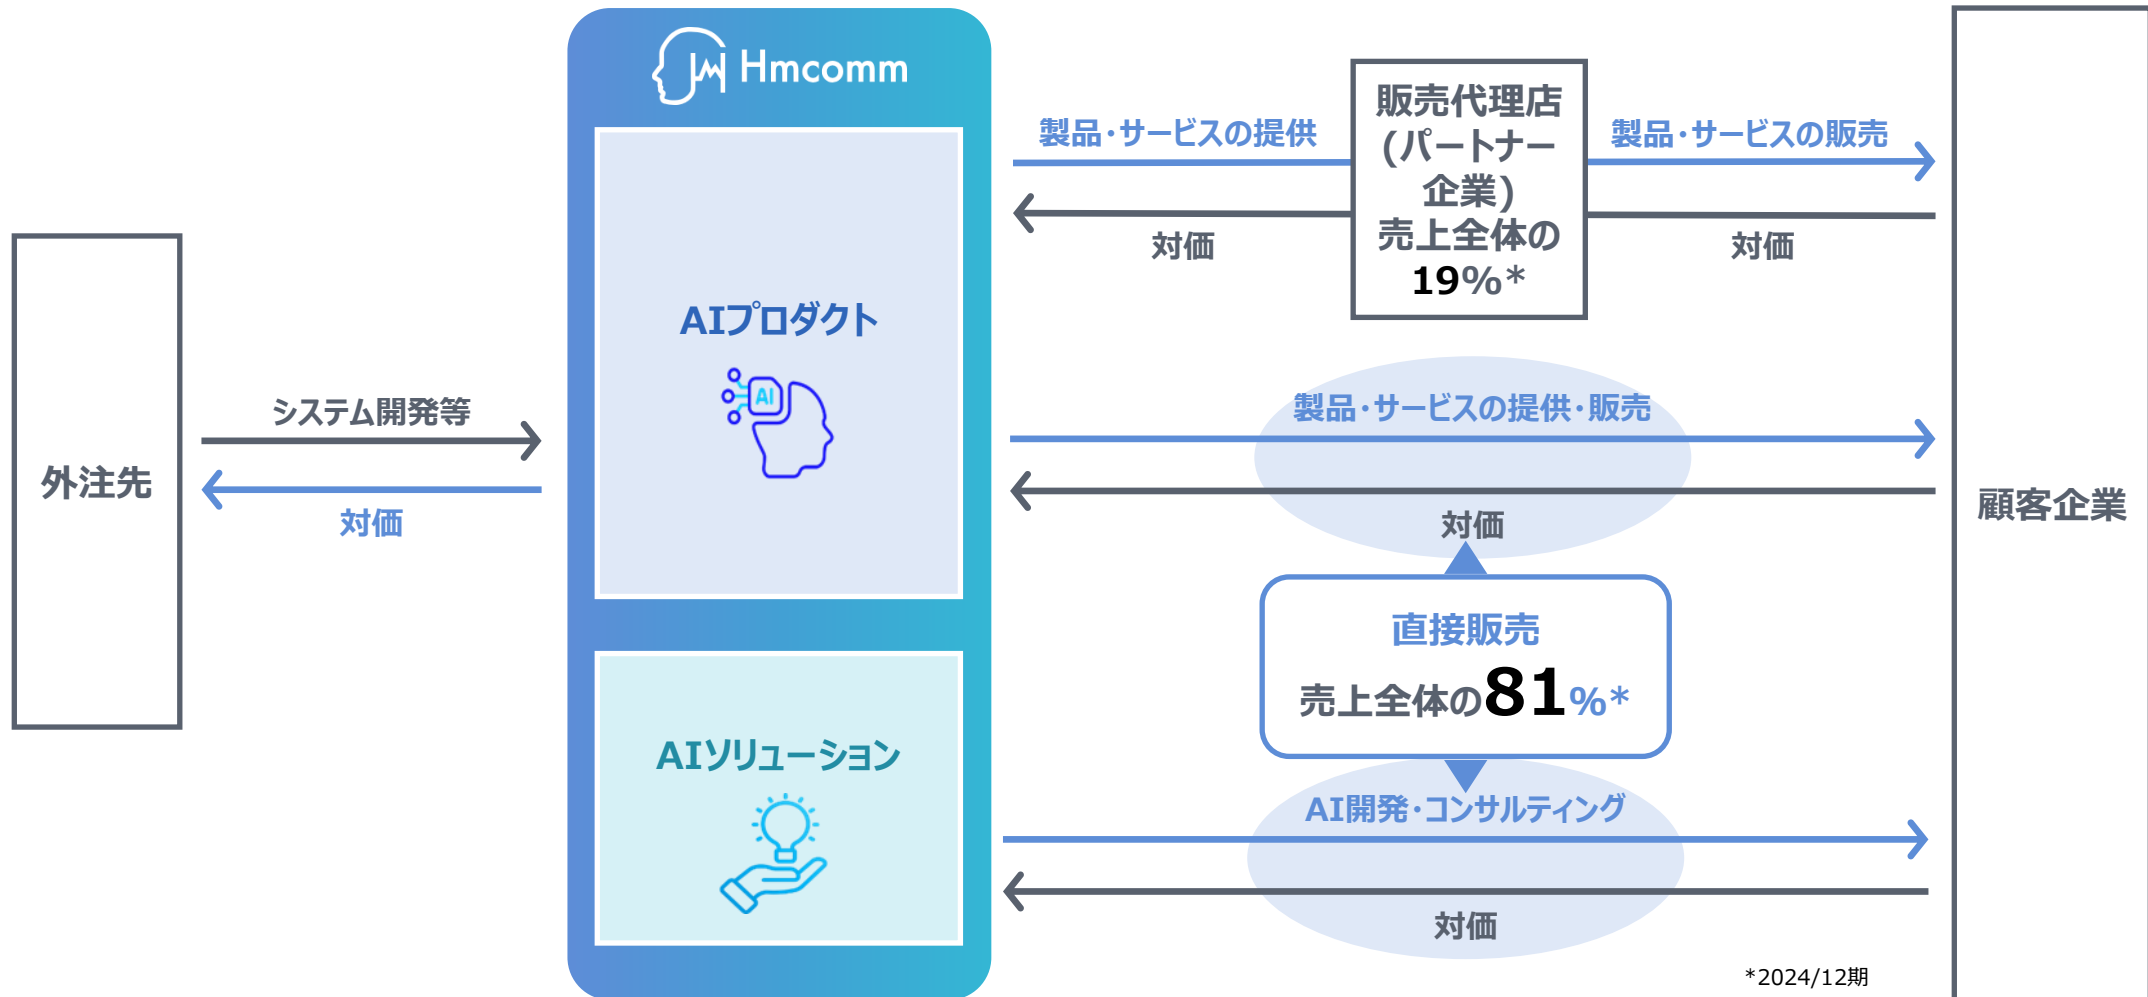 Hmcomm
販売代理店
(パートナー
企業)
売上全体の
19%*
製品・サービスの提供
製品・サービスの販売
対価
対価
AIプロダクト
AI
システム開発等
外注先
対価
製品・サービスの提供・販売
対価
顧客企業
直接販売
売上全体の81%*
AIソリューション
AI開発・コンサルティング
対価
*2024/12期